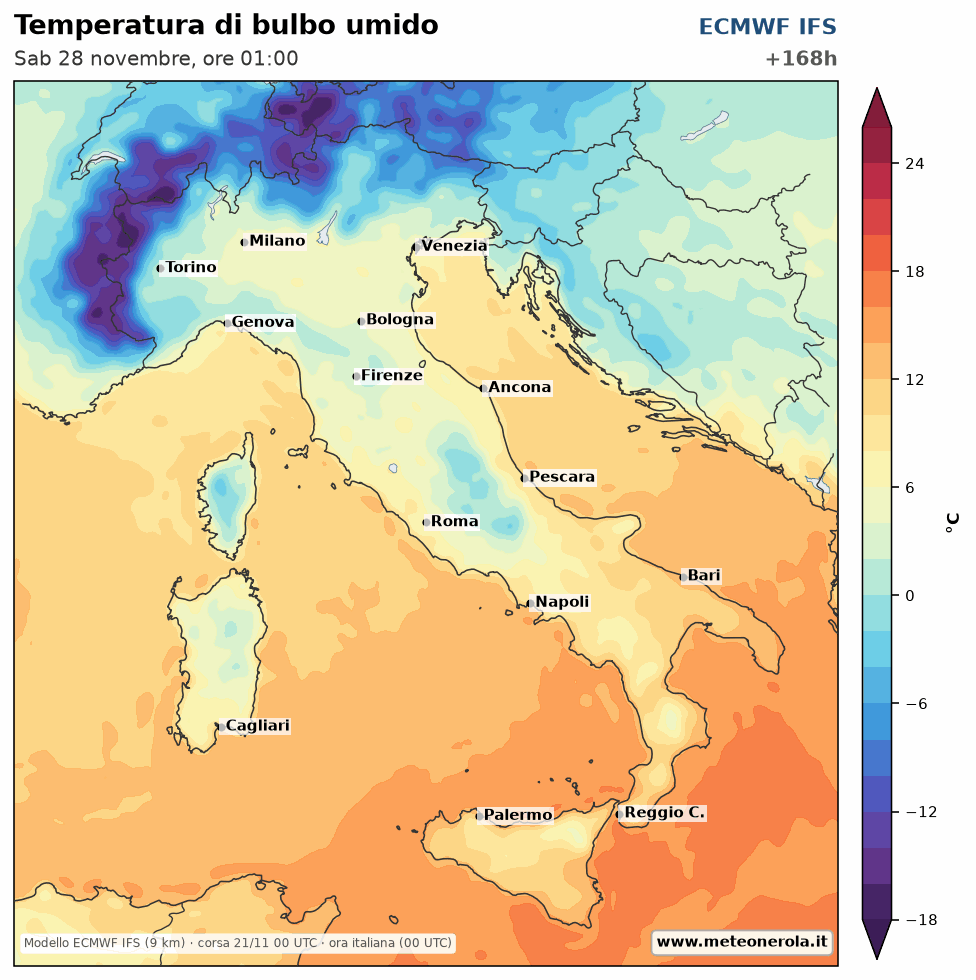 Temperatura di bulbo umido
ECMWF IFS
Sab 28 novembre, ore 01:00
+168h
Milano
Venezia
Torino
Genova
Bologna
Firenze
Ancona
Pescara
Roma
Bari
Napoli
Cagliari
Palermo
Reggio C.
24
18
12
6
0
−6
−12
−18
°C
Modello ECMWF IFS (9 km) · corsa 21/11 00 UTC · ora italiana (00 UTC)
www.meteonerola.it